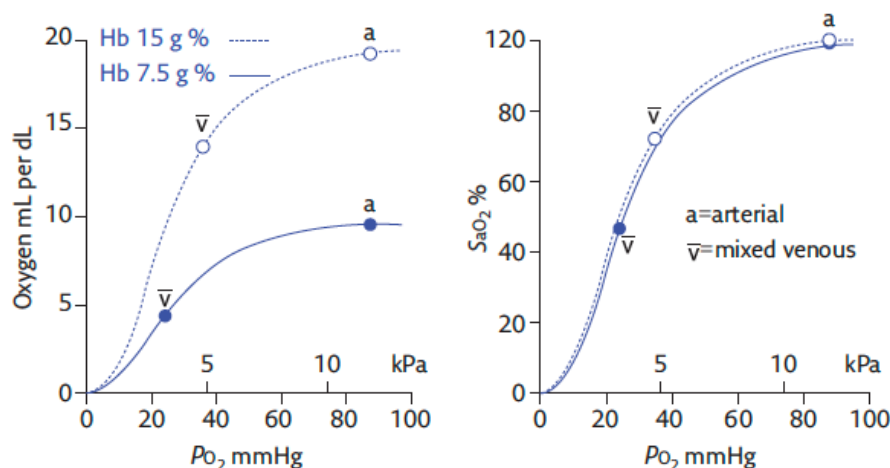 Hb 15 g %
Hb 7.5 g %
20
15
10
5
0
Oxygen mL per dL
a
v̅
a
v̅
5
10
kPa
0
20
40
60
80
100
PO₂ mmHg
120
80
60
40
20
0
SaO₂ %
a
v̅
v̅
a=arterial
v̅=mixed venous
5
10
kPa
0
20
40
60
80
100
PO₂ mmHg